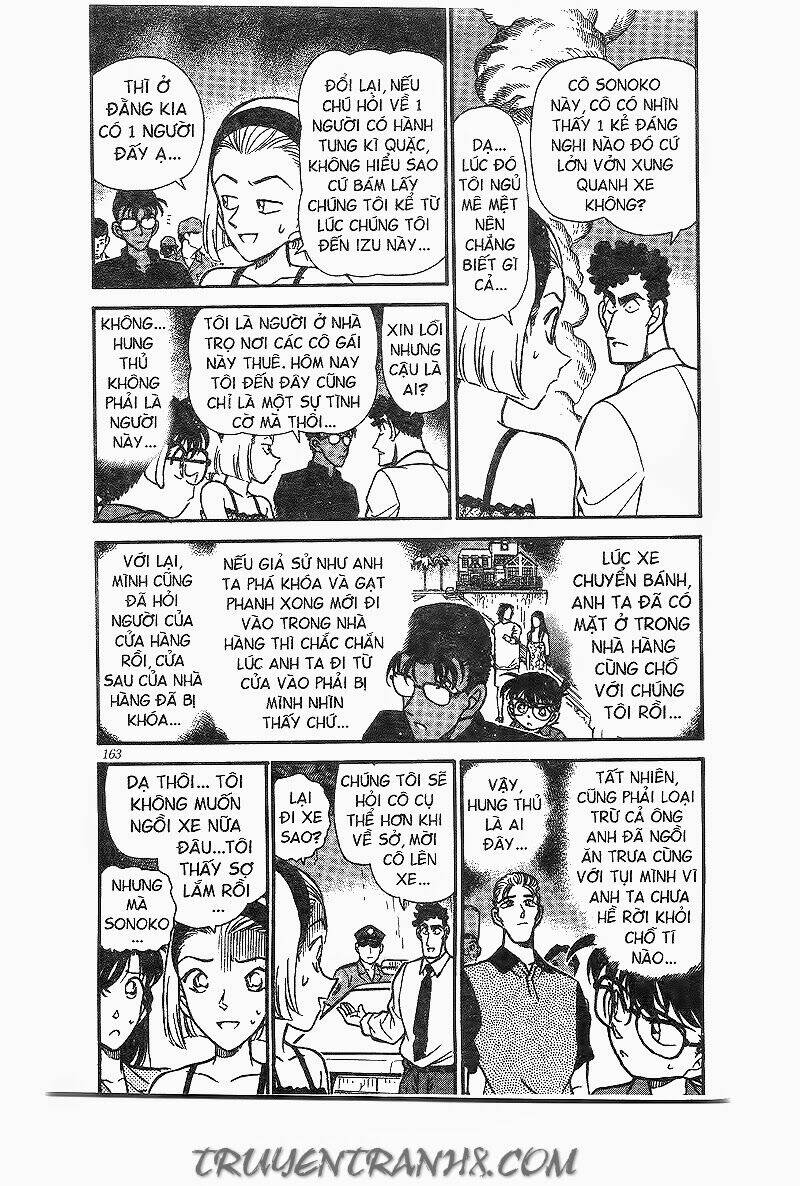 CÔ SONOKO
NÀY, CÔ CÓ NHÌN
THẤY 1 KẺ ĐÁNG
NGHI NÀO ĐÓ CỨ
LỞN VỞN XUNG
QUANH XE
KHÔNG?
DẠ...
LÚC ĐÓ
TÔI NGỦ
MÊ MỆT
NÊN
CHẲNG
BIẾT GÌ
CẢ...
ĐỔI LẠI, NẾU
CHÚ HỎI VỀ 1
NGƯỜI CÓ HÀNH
TUNG KÌ QUẶC,
KHÔNG HIỂU SAO
CỨ BÁM LẤY
CHÚNG TÔI KỂ TỪ
LÚC CHÚNG TÔI
ĐẾN IZU NÀY...
THÌ Ở
ĐẰNG KIA
CÓ 1 NGƯỜI
ĐẤY Ạ...
XIN LỖI
NHƯNG
CẬU LÀ
AI?
TÔI LÀ NGƯỜI Ở NHÀ
TRỌ NƠI CÁC CÔ GÁI
NÀY THUÊ. HÔM NAY
TÔI ĐẾN ĐÂY CŨNG
CHỈ LÀ MỘT SỰ TÌNH
CỜ MÀ THÔI...
KHÔNG...
HUNG
THỦ
KHÔNG
PHẢI LÀ
NGƯỜI
NÀY...
LÚC XE
CHUYỂN BÁNH,
ANH TA ĐÃ CÓ
MẶT Ở TRONG
NHÀ HÀNG
CÙNG CHỖ
VỚI CHÚNG
TÔI RỒI...
NẾU GIẢ SỬ NHƯ ANH
TA PHÁ KHÓA VÀ GẠT
PHANH XONG MỚI ĐI
VÀO TRONG NHÀ
HÀNG THÌ CHẮC CHẮN
LÚC ANH TA ĐI TỪ
CỬA VÀO PHẢI BỊ
MÌNH NHÌN
THẤY CHỨ...
VỚI LẠI,
MÌNH CŨNG
ĐÃ HỎI
NGƯỜI CỦA
CỬA HÀNG
RỒI, CỬA
SAU CỦA NHÀ
HÀNG ĐÃ BỊ
KHÓA...
163
TẤT NHIÊN,
CŨNG PHẢI LOẠI
TRỪ CẢ ÔNG
ANH ĐÃ NGỒI
ĂN TRƯA CÙNG
VỚI TỤI MÌNH VÌ
ANH TA CHƯA
HỀ RỜI KHỎI
CHỖ TÍ
NÀO...
VẬY,
HUNG THỦ
LÀ AI
ĐÂY...
CHÚNG TÔI SẼ
HỎI CÔ CỤ
THỂ HƠN KHI
VỀ SỞ, MỜI
CÔ LÊN
XE...
LẠI
ĐI XE
SAO?
DẠ THÔI... TÔI
KHÔNG MUỐN
NGỒI XE NỮA
ĐÂU...TÔI
THẤY SỢ
LẮM RỒI...
NHƯNG
MÀ
SONOKO
...
TRUYENTRANH8.COM